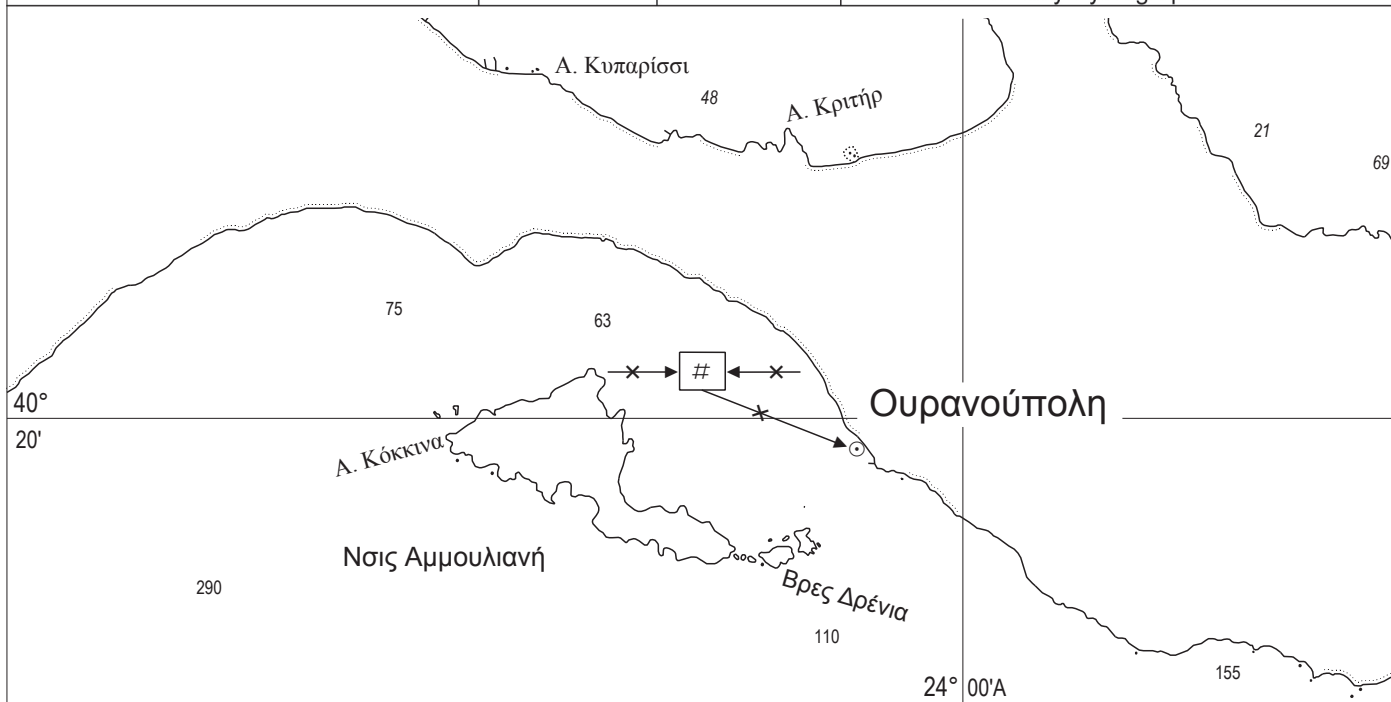 Α. Κυπαρίσσι
48
Α. Κριτήρ
21
69
75
63
#
40°
20'
Ουρανούπολη
Α. Κόκκινα
Νσις Αμμουλιανή
290
Βρες Δρένια
110
155
24° 00'Α